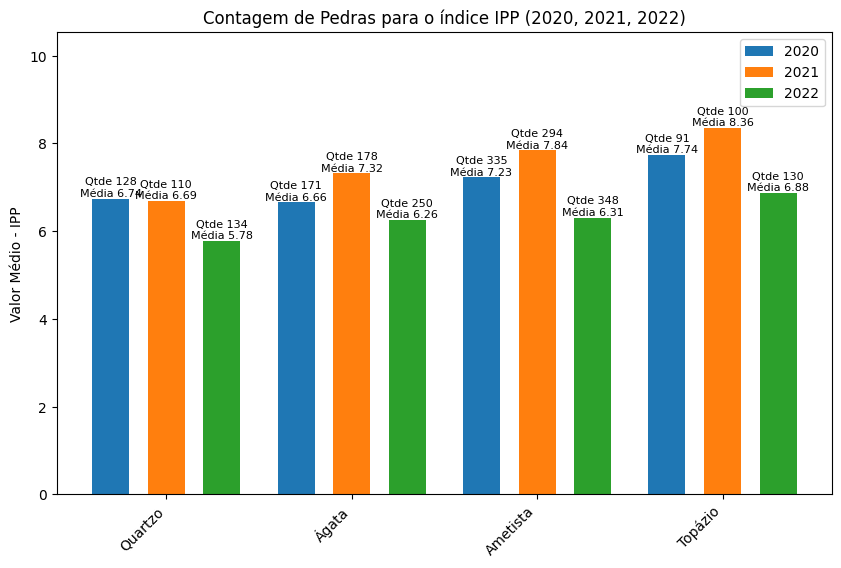 Contagem de Pedras para o índice IPP (2020, 2021, 2022)
2020
2021
2022
Valor Médio - IPP
10
8
6
4
2
0
Qtde 128
Média 6.74
Qtde 110
Média 6.69
Qtde 134
Média 5.78
Qtde 171
Média 6.66
Qtde 178
Média 7.32
Qtde 250
Média 6.26
Qtde 335
Média 7.23
Qtde 294
Média 7.84
Qtde 348
Média 6.31
Qtde 91
Média 7.74
Qtde 100
Média 8.36
Qtde 130
Média 6.88
Quartzo
Ágata
Ametista
Topázio